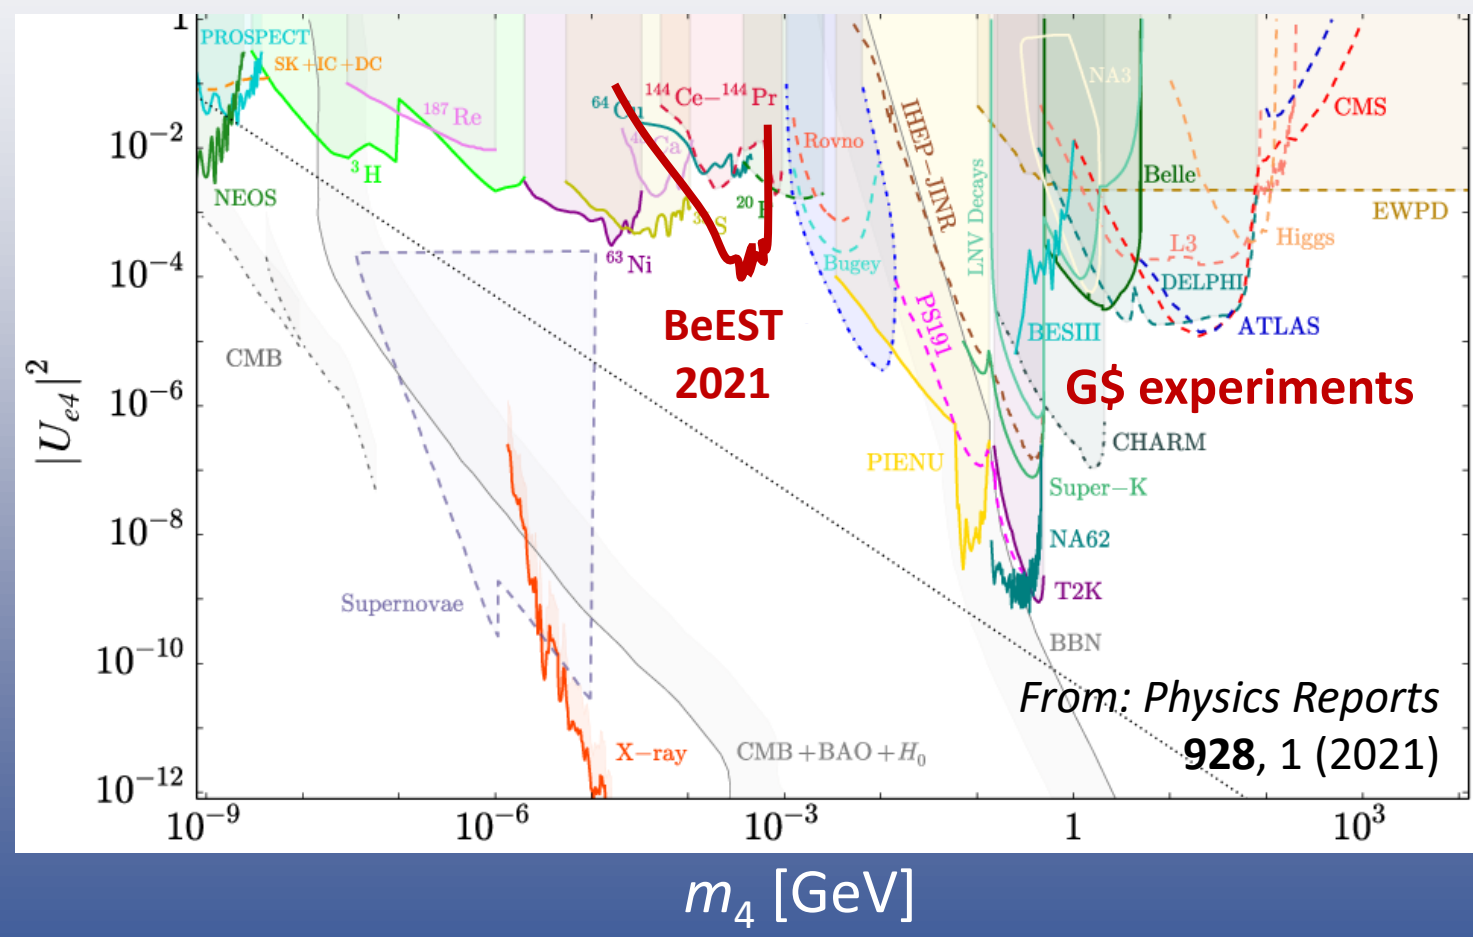 1
10⁻²
10⁻⁴
10⁻⁶
10⁻⁸
10⁻¹⁰
10⁻¹²
|U_{e4}|²
PROSPECT
SK+IC+DC
NEOS
³H
¹⁸⁷Re
⁶³Ni
⁶⁴Cu
¹⁴⁴Ce−¹⁴⁴Pr
Rovno
Bugey
BeEST
2021
IHEP−JINR
PS191
LNV Decays
NA3
Belle
CMS
EWPD
L3
Higgs
DELPHI
ATLAS
BESIII
G$ experiments
CHARM
PIENU
Super−K
NA62
T2K
BBN
CMB
Supernovae
X−ray
CMB+BAO+H₀
From: Physics Reports
928, 1 (2021)
10⁻⁹
10⁻⁶
10⁻³
1
10³
m₄ [GeV]